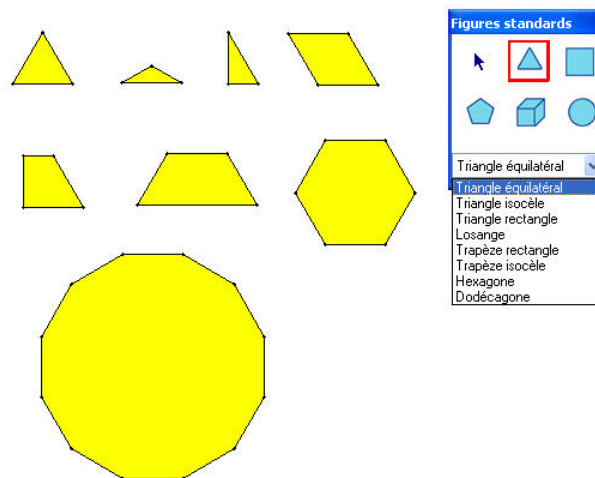 Figures standards
Triangle équilatéral
Triangle équilatéral
Triangle isocèle
Triangle rectangle
Losange
Trapèze rectangle
Trapèze isocèle
Hexagone
Dodécagone